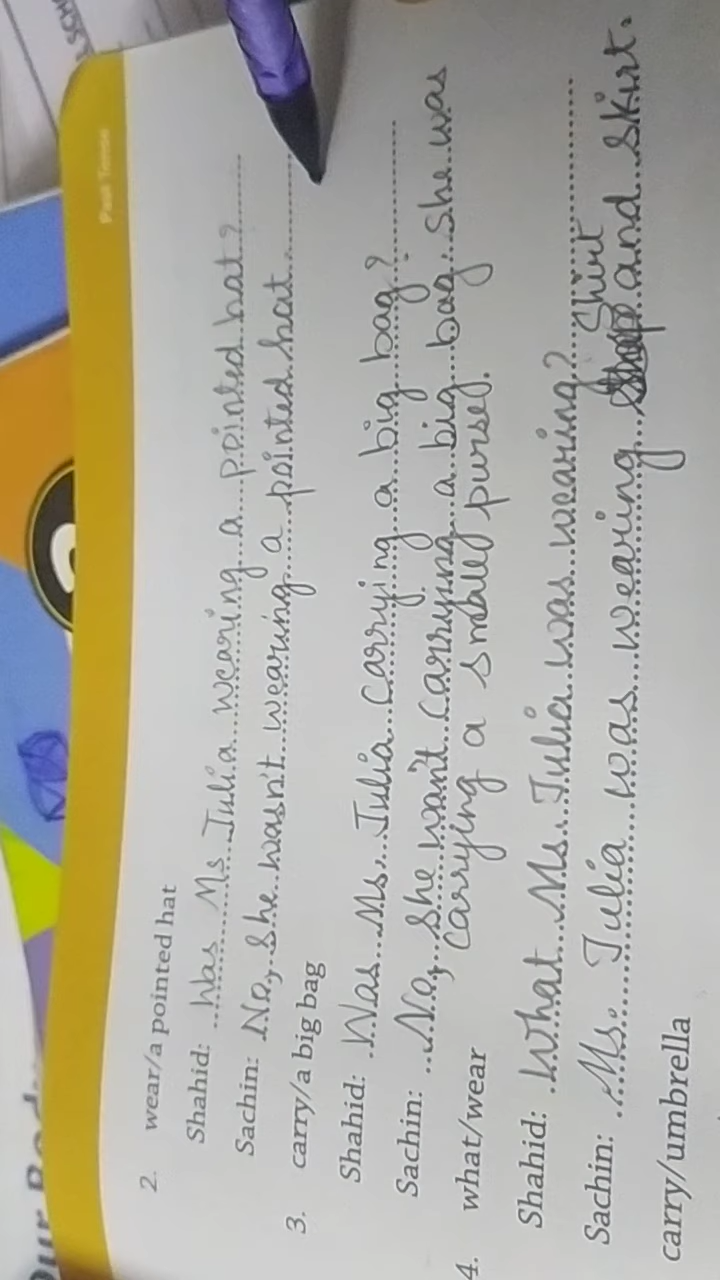 Past Tense
2. wear/a pointed hat
Shahid: Was Ms. Julia wearing a pointed hat?
Sachin: No, She wasn't wearing a pointed hat.
3. carry/a big bag
Shahid: Was Ms. Julia carrying a big bag?
Sachin: No, She wan't carrying a big bag. She was
carrying a small purse.
4. what/wear
Shahid: What Ms. Julia was wearing?
Shirt
Sachin: Ms. Julia was wearing and skirt.
carry/umbrella